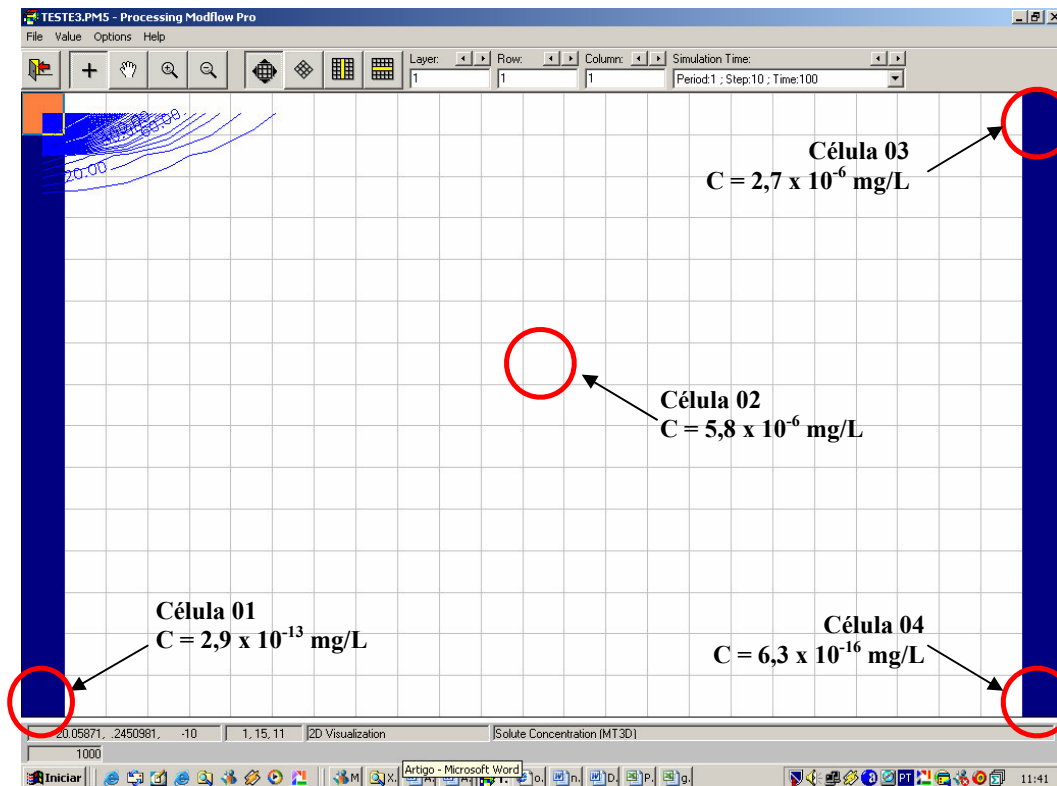 TESTE3.PM5 - Processing Modflow Pro
File Value Options Help
Layer: Row: Column: Simulation Time:
1 1 1 Period:1 ; Step:10 ; Time:100
20.00
Célula 03
C = 2,7 x 10⁻⁶ mg/L
Célula 02
C = 5,8 x 10⁻⁶ mg/L
Célula 01
C = 2,9 x 10⁻¹³ mg/L
Célula 04
C = 6,3 x 10⁻¹⁶ mg/L
20.05871, .2450981, -10 1, 15, 11 2D Visualization Solute Concentration (MT3D)
1000
Artigo - Microsoft Word
Iniciar M X. o. n. D. P. g. PT 11:41